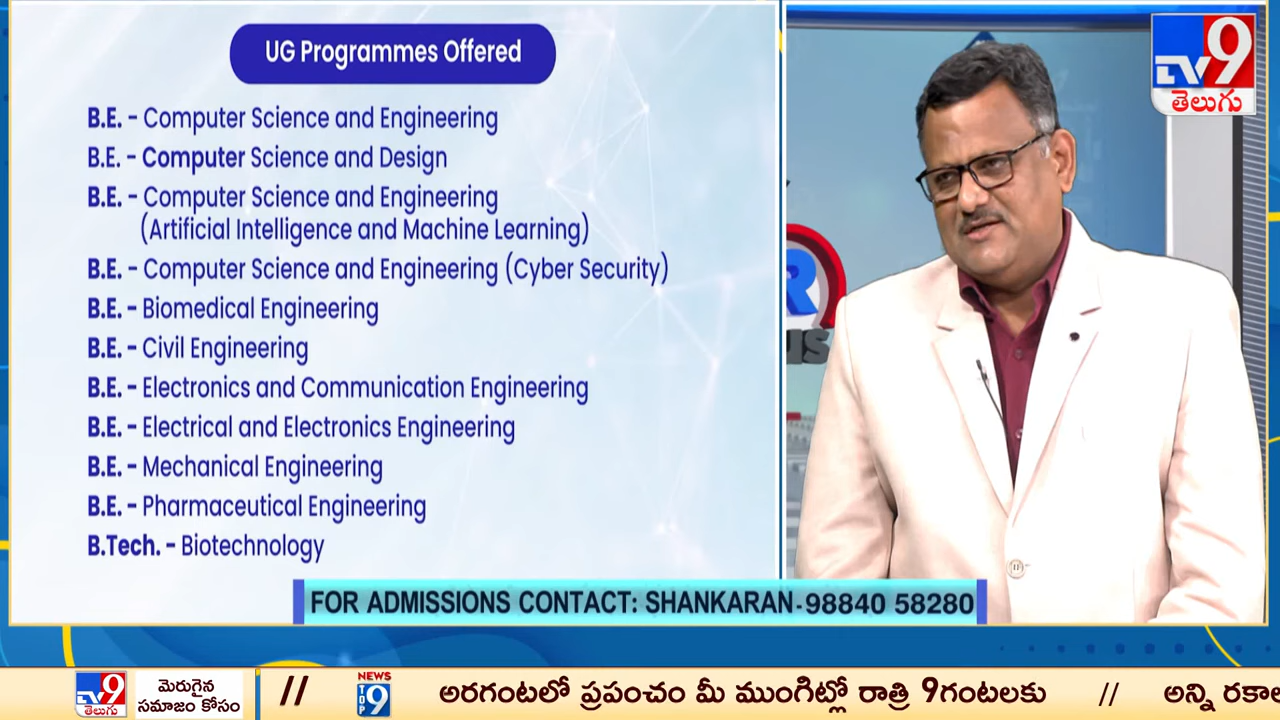 UG Programmes Offered
B.E. - Computer Science and Engineering
B.E. - Computer Science and Design
B.E. - Computer Science and Engineering
(Artificial Intelligence and Machine Learning)
B.E. - Computer Science and Engineering (Cyber Security)
B.E. - Biomedical Engineering
B.E. - Civil Engineering
B.E. - Electronics and Communication Engineering
B.E. - Electrical and Electronics Engineering
B.E. - Mechanical Engineering
B.E. - Pharmaceutical Engineering
B.Tech. - Biotechnology
TV9
తెలుగు
R
US
FOR ADMISSIONS CONTACT: SHANKARAN-98840 58280
TV9
తెలుగు
మెరుగైన
సమాజం కోసం
//
NEWS
TOP 9
అరగంటలో ప్రపంచం మీ ముంగిట్లో రాత్రి 9గంటలకు // అన్ని